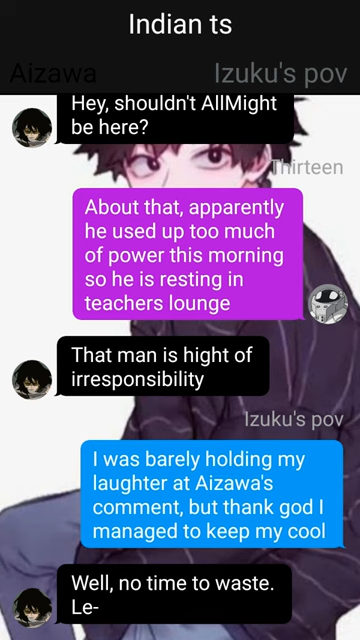 Indian ts
Aizawa
Izuku's pov
Hey, shouldn't AllMight
be here?
Thirteen
About that, apparently
he used up too much
of power this morning
so he is resting in
teachers lounge
That man is hight of
irresponsibility
Izuku's pov
I was barely holding my
laughter at Aizawa's
comment, but thank god I
managed to keep my cool
Well, no time to waste.
Le-